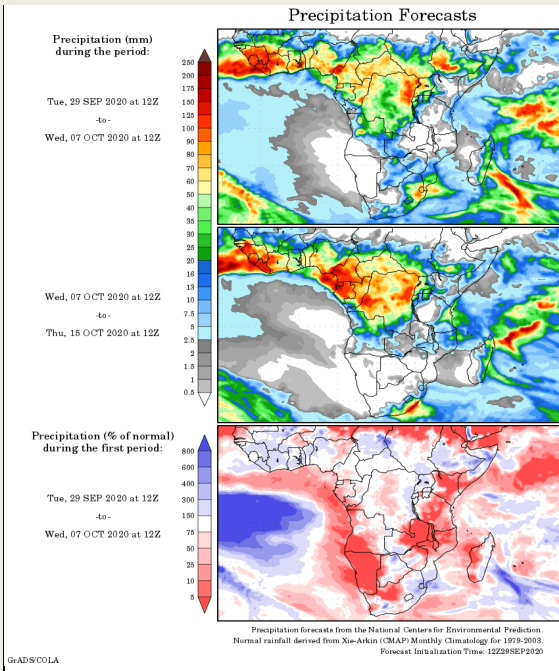 Precipitation Forecasts
Precipitation (mm)
during the period:
250
200
175
150
125
100
90
80
70
60
50
40
35
30
25
20
16
13
10
7.5
5
2.5
2
1.5
1
0.5
Tue, 29 SEP 2020 at 12Z
-to-
Wed, 07 OCT 2020 at 12Z
Wed, 07 OCT 2020 at 12Z
-to-
Thu, 15 OCT 2020 at 12Z
Precipitation (% of normal)
during the first period:
800
600
400
300
150
75
50
25
10
5
Tue, 29 SEP 2020 at 12Z
-to-
Wed, 07 OCT 2020 at 12Z
Precipitation forecasts from the National Centers for Environmental Prediction.
Normal rainfall derived from Xie-Arkin (CMAP) Monthly Climatology for 1979-2003.
Forecast Initialization Time: 12Z29SEP2020
GrADS/COLA